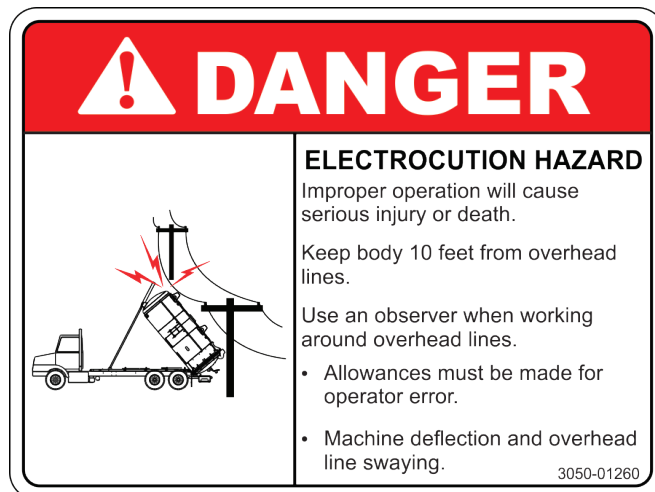 DANGER
ELECTROCUTION HAZARD
Improper operation will cause
serious injury or death.
Keep body 10 feet from overhead
lines.
Use an observer when working
around overhead lines.
• Allowances must be made for
operator error.
• Machine deflection and overhead
line swaying.
3050-01260